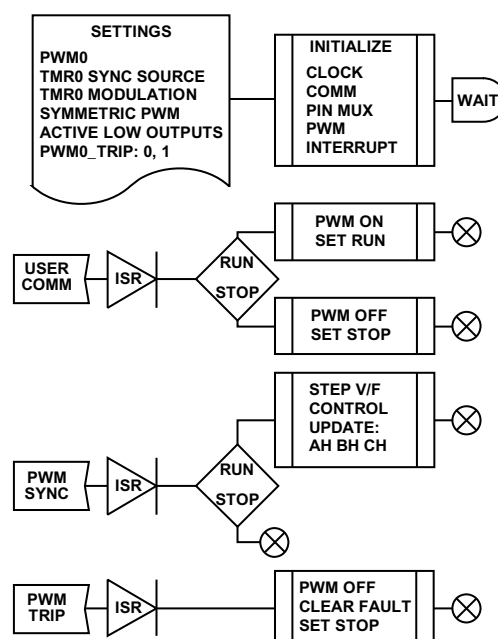 SETTINGS
PWM0
TMR0 SYNC SOURCE
TMR0 MODULATION
SYMMETRIC PWM
ACTIVE LOW OUTPUTS
PWM0_TRIP: 0, 1
INITIALIZE
CLOCK
COMM
PIN MUX
PWM
INTERRUPT
WAIT
USER
COMM
ISR
RUN
STOP
PWM ON
SET RUN
PWM OFF
SET STOP
PWM
SYNC
ISR
RUN
STOP
STEP V/F
CONTROL
UPDATE:
AH BH CH
PWM
TRIP
ISR
PWM OFF
CLEAR FAULT
SET STOP